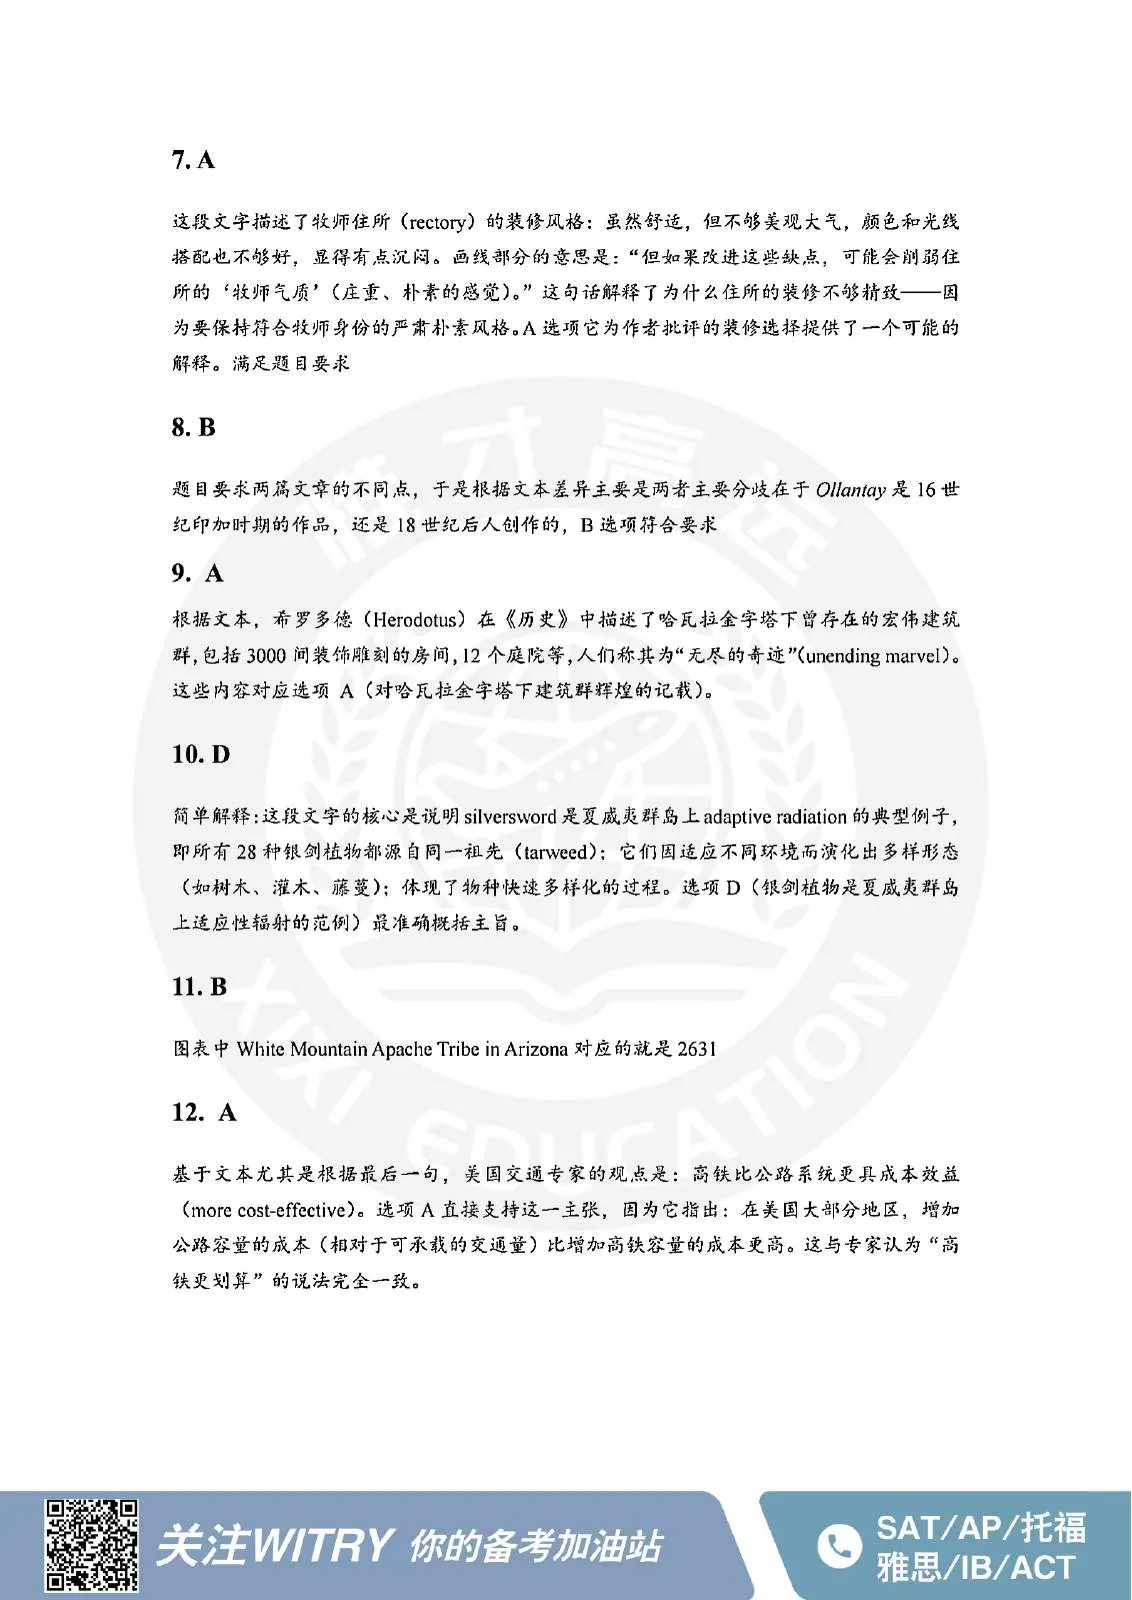 7. A
这段文字描述了牧师住所（rectory）的装修风格：虽然舒适，但不够美观大气，颜色和光线
搭配也不够好，显得有点沉闷。画线部分的意思是：“但如果改进这些缺点，可能会削弱住
所的‘牧师气质’（庄重、朴素的感觉）。”这句话解释了为什么住所的装修不够精致——因
为要保持符合牧师身份的严肃朴素风格。A 选项它为作者批评的装修选择提供了一个可能的
解释。满足题目要求
8. B
题目要求两篇文章的不同点，于是根据文本差异主要是两者主要分歧在于 Ollantay 是 16 世
纪印加时期的作品，还是 18 世纪后人创作的，B 选项符合要求
9. A
根据文本，希罗多德（Herodotus）在《历史》中描述了哈瓦拉金字塔下曾存在的宏伟建筑
群，包括 3000 间装饰雕刻的房间，12 个庭院等，人们称其为“无尽的奇迹”（unending marvel）。
这些内容对应选项 A（对哈瓦拉金字塔下建筑群辉煌的记载）。
10. D
简单解释：这段文字的核心是说明 silversword 是夏威夷群岛上 adaptive radiation 的典型例子，
即所有 28 种银剑植物都源自同一祖先（tarweed）；它们因适应不同环境而演化出多样形态
（如树木、灌木、藤蔓）；体现了物种快速多样化的过程。选项 D（银剑植物是夏威夷群岛
上适应性辐射的范例）最准确概括主旨。
11. B
图表中 White Mountain Apache Tribe in Arizona 对应的就是 2631
12. A
基于文本尤其是根据最后一句，美国交通专家的观点是：高铁比公路系统更具成本效益
（more cost-effective）。选项 A 直接支持这一主张，因为它指出：在美国大部分地区，增加
公路容量的成本（相对于可承载的交通量）比增加高铁容量的成本更高。这与专家认为“高
铁更划算”的说法完全一致。
XIXI EDUCATION
关注WITRY 你的备考加油站
SAT/AP/托福
雅思/IB/ACT